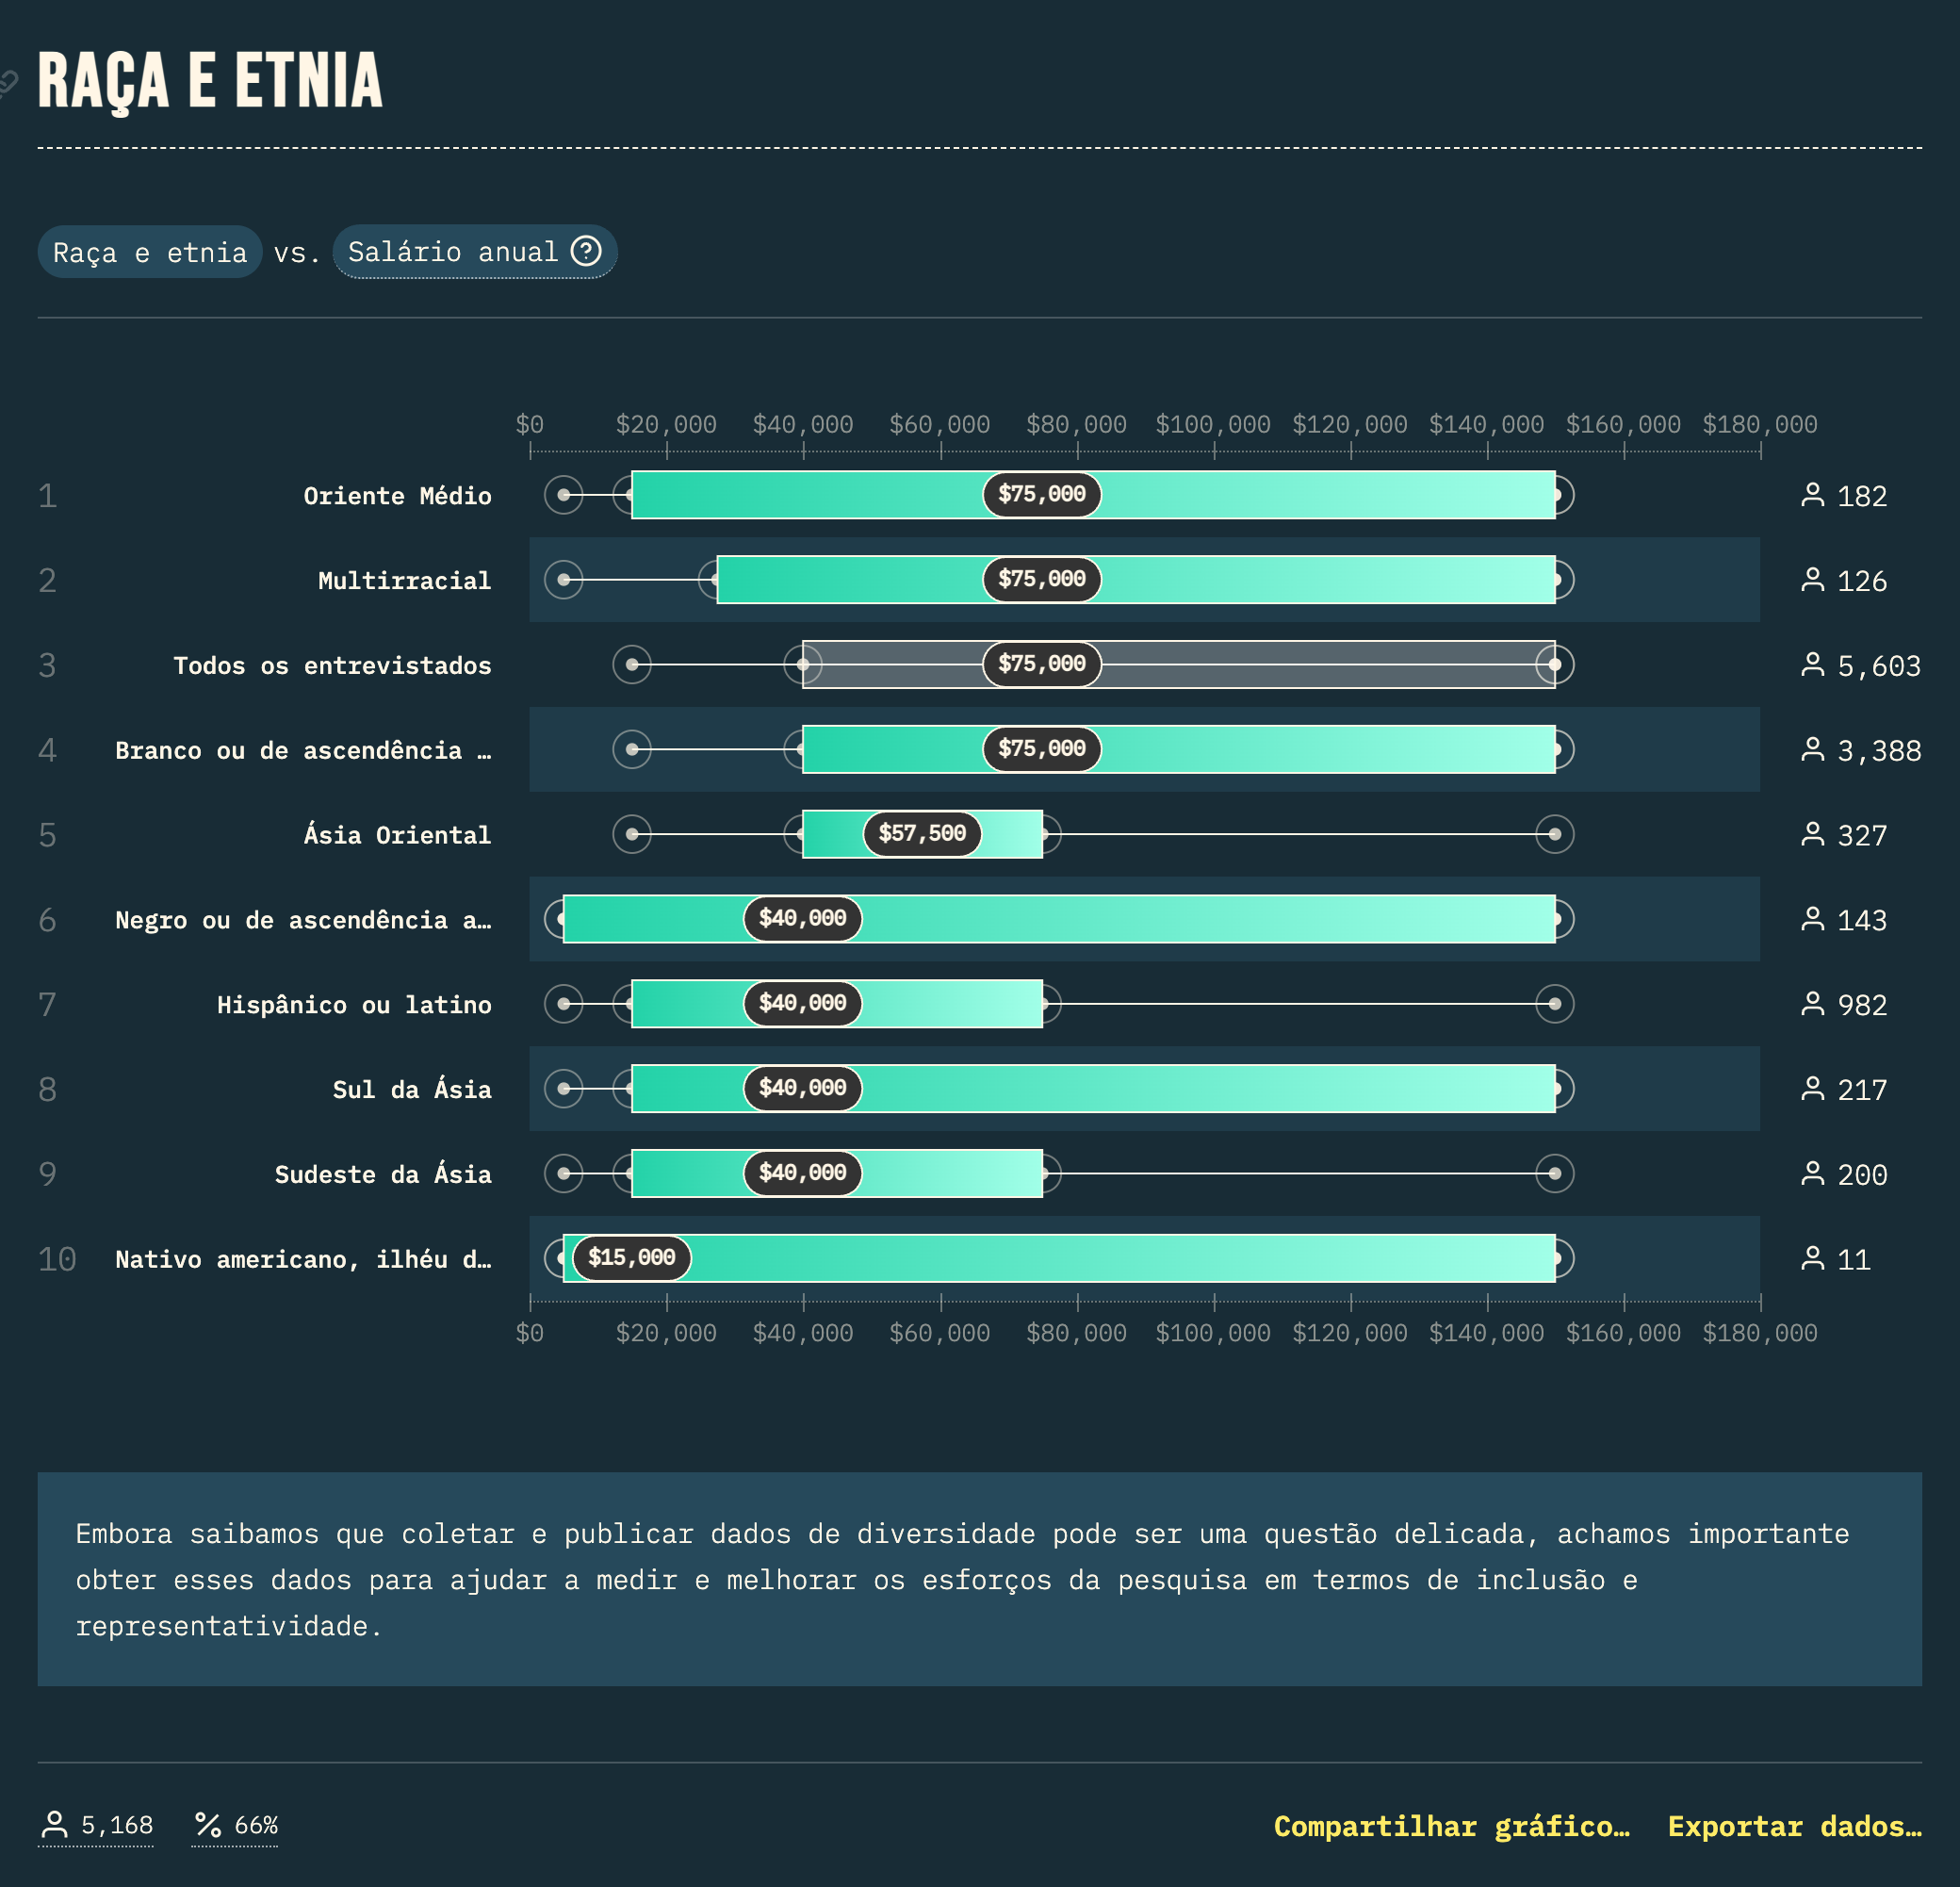 RAÇA E ETNIA
Raça e etnia vs. Salário anual ?
$0 $20,000 $40,000 $60,000 $80,000 $100,000 $120,000 $140,000 $160,000 $180,000
1 Oriente Médio $75,000 182
2 Multirracial $75,000 126
3 Todos os entrevistados $75,000 5,603
4 Branco ou de ascendência … $75,000 3,388
5 Ásia Oriental $57,500 327
6 Negro ou de ascendência a… $40,000 143
7 Hispânico ou latino $40,000 982
8 Sul da Ásia $40,000 217
9 Sudeste da Ásia $40,000 200
10 Nativo americano, ilhéu d… $15,000 11
$0 $20,000 $40,000 $60,000 $80,000 $100,000 $120,000 $140,000 $160,000 $180,000
Embora saibamos que coletar e publicar dados de diversidade pode ser uma questão delicada, achamos importante
obter esses dados para ajudar a medir e melhorar os esforços da pesquisa em termos de inclusão e
representatividade.
5,168 % 66% Compartilhar gráfico… Exportar dados…